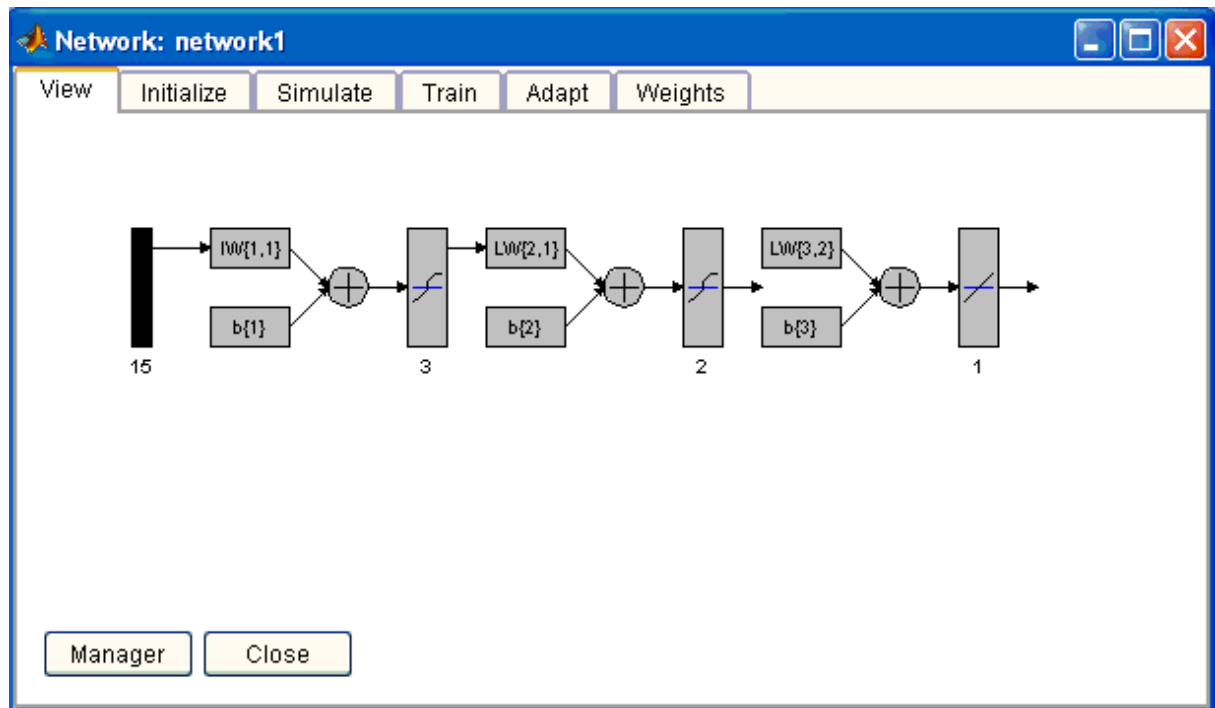 Network: network1
View Initialize Simulate Train Adapt Weights
IW{1,1} LW{2,1} LW{3,2}
b{1} b{2} b{3}
15 3 2 1
Manager Close